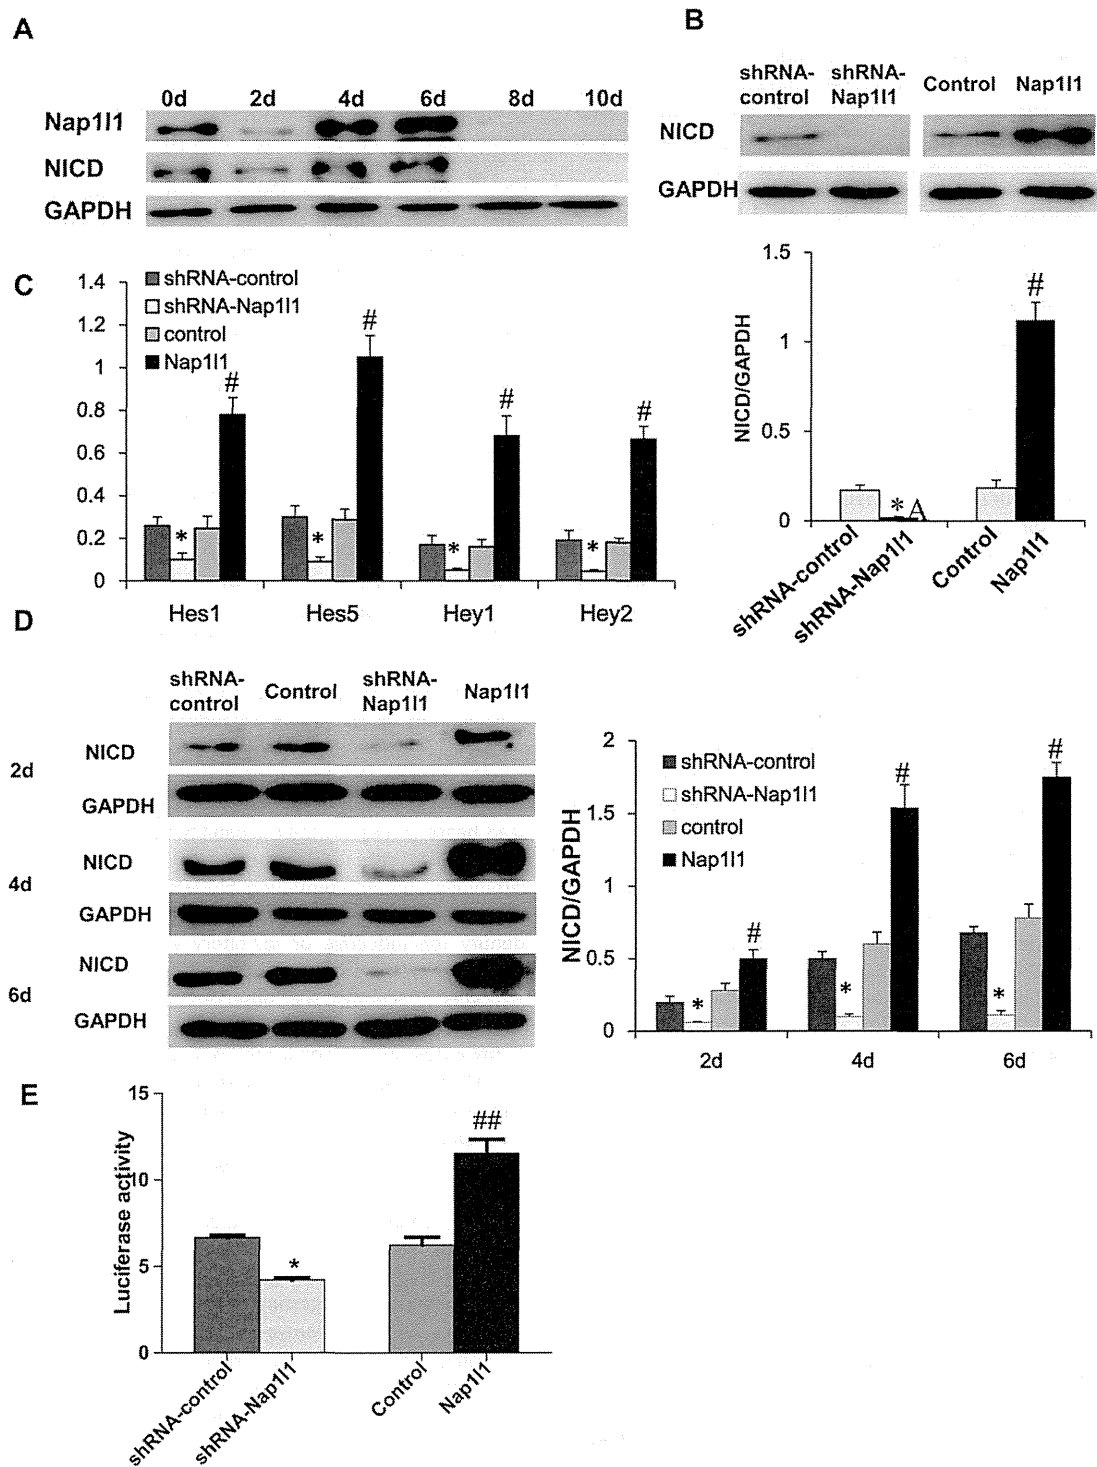 A
0d 2d 4d 6d 8d 10d
Nap1l1
NICD
GAPDH
B
shRNA-
control
shRNA-
Nap1l1
Control
Nap1l1
NICD
GAPDH
1.5
1
0.5
0
NICD/GAPDH
#
*
shRNA-control
shRNA-Nap1l1
Control
Nap1l1
C
shRNA-control
shRNA-Nap1l1
control
Nap1l1
1.4
1.2
1
0.8
0.6
0.4
0.2
0
* # * # * # * #
Hes1 Hes5 Hey1 Hey2
D
shRNA-
control
Control
shRNA-
Nap1l1
Nap1l1
2d
NICD
GAPDH
4d
NICD
GAPDH
6d
NICD
GAPDH
2
1.5
1
0.5
0
NICD/GAPDH
shRNA-control
shRNA-Nap1l1
control
Nap1l1
* # * # * #
2d 4d 6d
E
15
10
5
0
Luciferase activity
*
##
shRNA-control
shRNA-Nap1l1
Control
Nap1l1